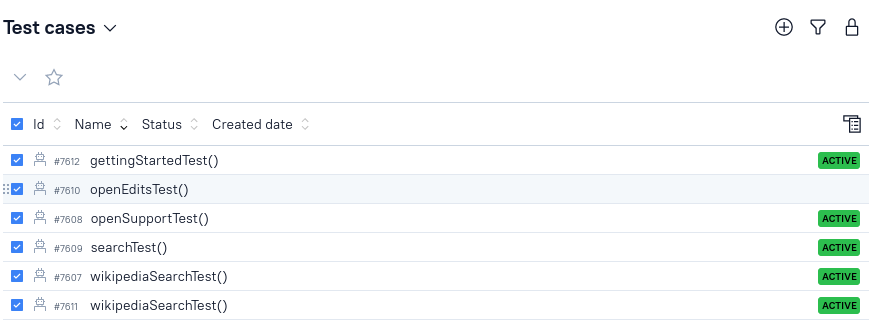 Test cases
Id Name Status Created date
#7612 gettingStartedTest() ACTIVE
#7610 openEditsTest()
#7608 openSupportTest() ACTIVE
#7609 searchTest() ACTIVE
#7607 wikipediaSearchTest() ACTIVE
#7611 wikipediaSearchTest() ACTIVE